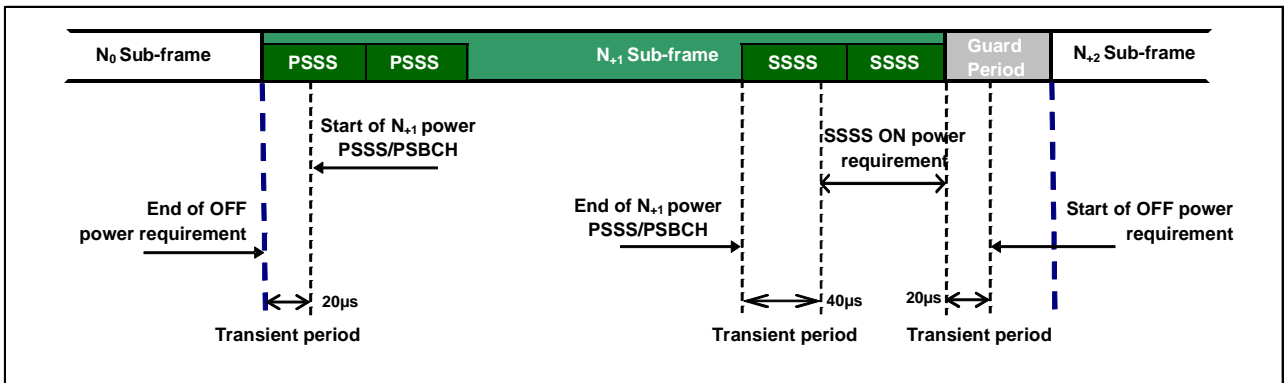 N₀ Sub-frame PSSS PSSS N₊₁ Sub-frame SSSS SSSS Guard Period N₊₂ Sub-frame
Start of N₊₁ power
PSSS/PSBCH
SSSS ON power
requirement
End of OFF
power requirement
End of N₊₁ power
PSSS/PSBCH
Start of OFF power
requirement
20µs
40µs
20µs
Transient period
Transient period
Transient period